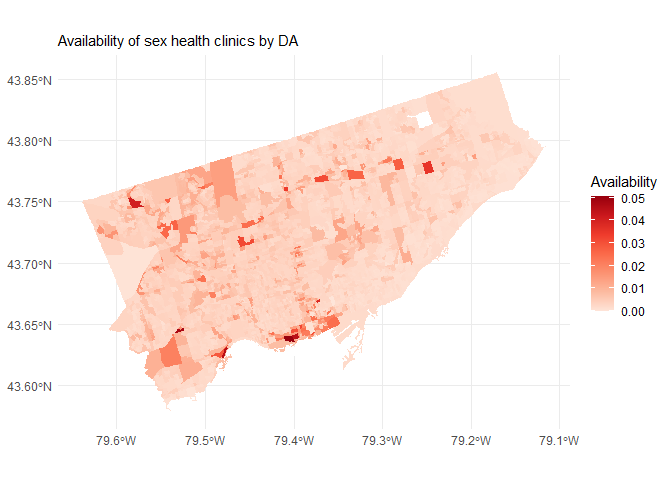 Availability of sex health clinics by DA
43.85°N
43.80°N
43.75°N
43.70°N
43.65°N
43.60°N
79.6°W
79.5°W
79.4°W
79.3°W
79.2°W
79.1°W
Availability
0.05
0.04
0.03
0.02
0.01
0.00